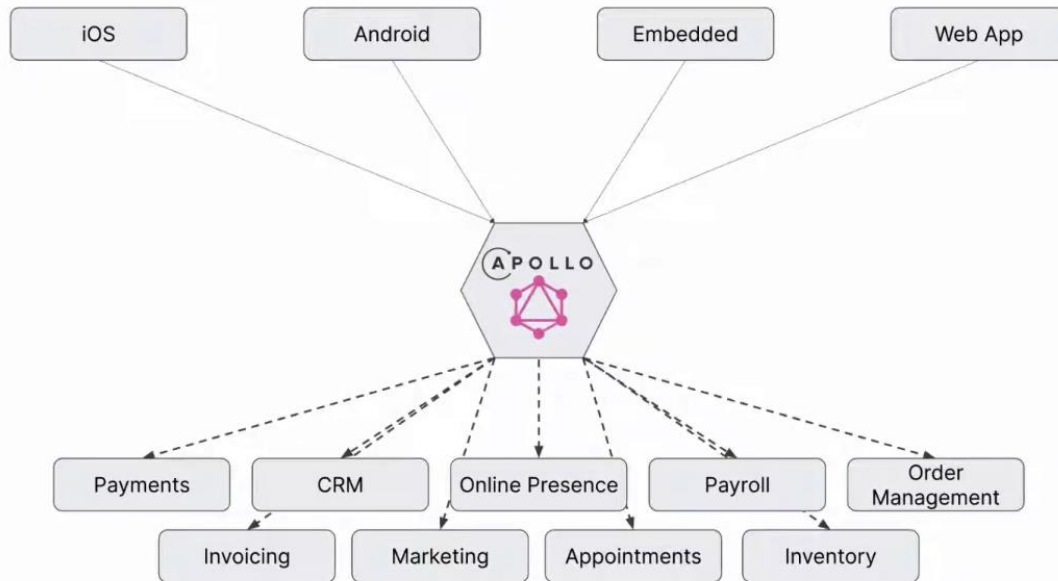 iOS
Android
Embedded
Web App
APOLLO
Payments
CRM
Online Presence
Payroll
Order
Management
Invoicing
Marketing
Appointments
Inventory